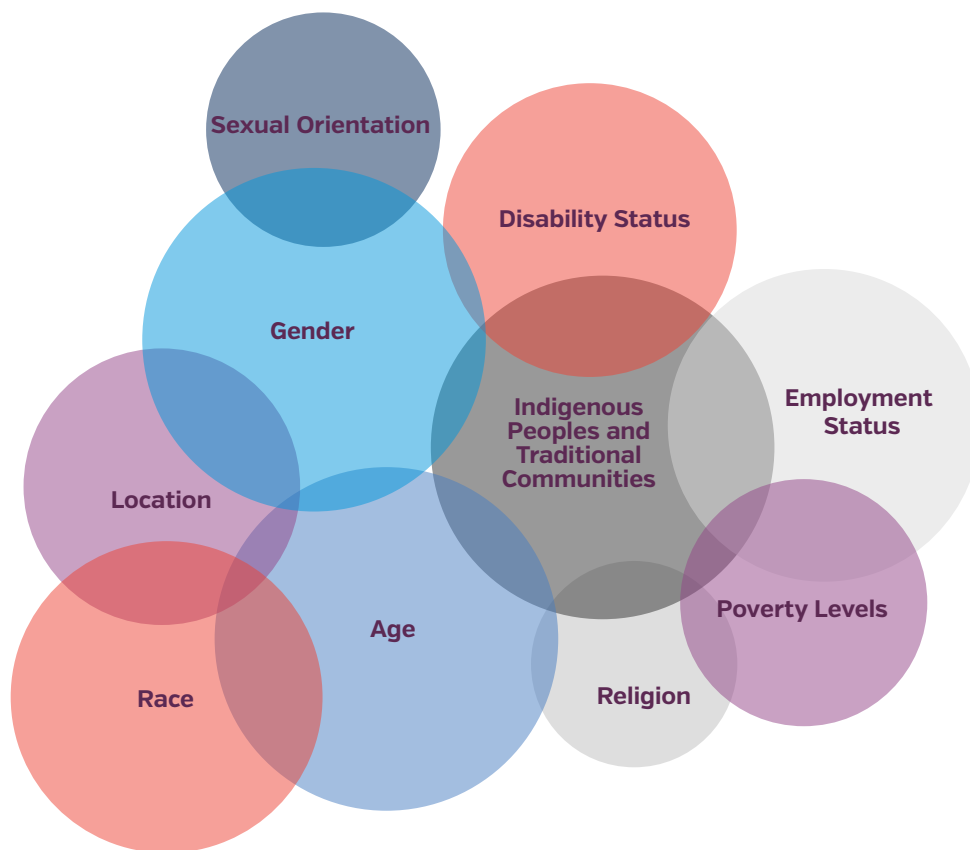 Sexual Orientation
Disability Status
Gender
Indigenous
Peoples and
Traditional
Communities
Employment
Status
Location
Age
Poverty Levels
Race
Religion